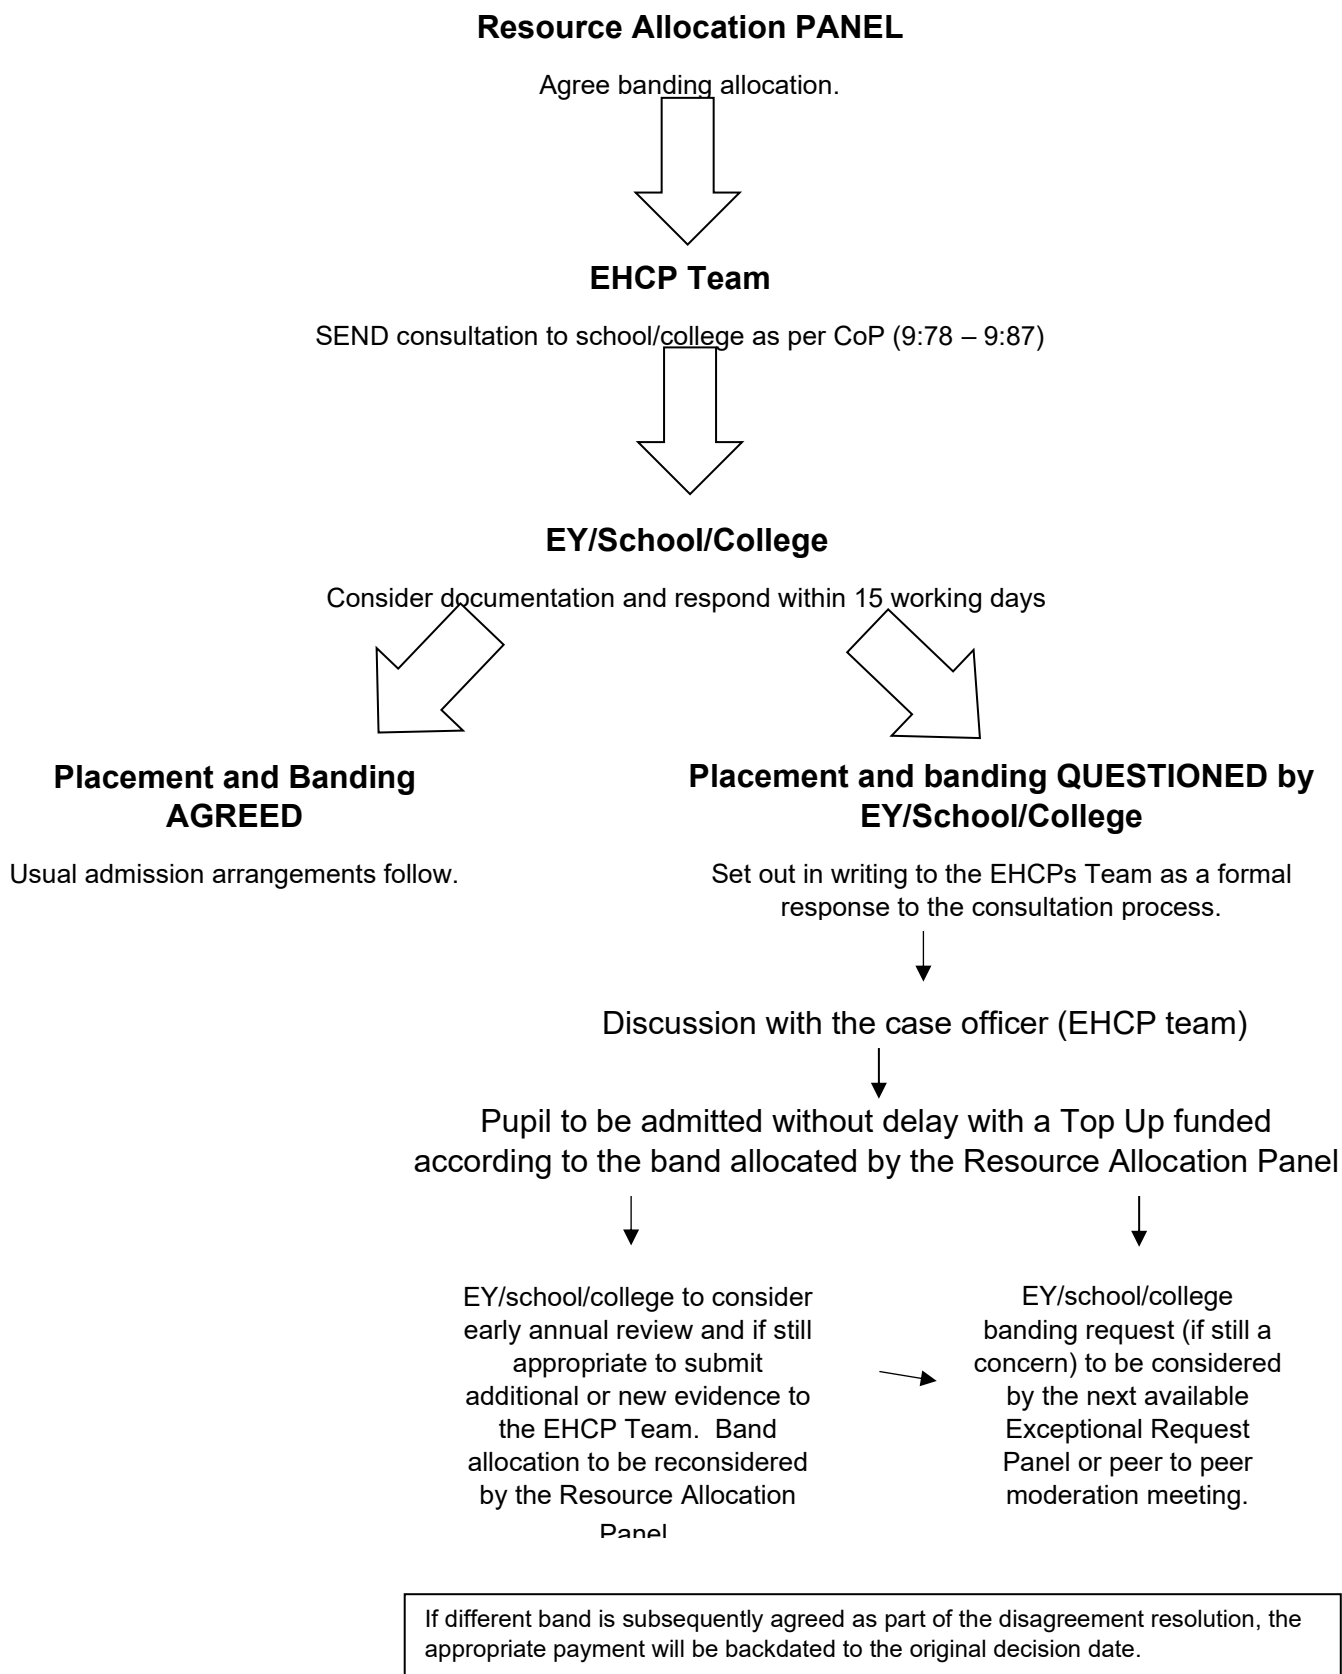 Resource Allocation PANEL
Agree banding allocation.
EHCP Team
SEND consultation to school/college as per CoP (9:78 – 9:87)
EY/School/College
Consider documentation and respond within 15 working days
Placement and Banding
AGREED
Usual admission arrangements follow.
Placement and banding QUESTIONED by
EY/School/College
Set out in writing to the EHCPs Team as a formal
response to the consultation process.
Discussion with the case officer (EHCP team)
Pupil to be admitted without delay with a Top Up funded
according to the band allocated by the Resource Allocation Panel
EY/school/college to consider
early annual review and if still
appropriate to submit
additional or new evidence to
the EHCP Team.  Band
allocation to be reconsidered
by the Resource Allocation
Panel
EY/school/college
banding request (if still a
concern) to be considered
by the next available
Exceptional Request
Panel or peer to peer
moderation meeting.
If different band is subsequently agreed as part of the disagreement resolution, the
appropriate payment will be backdated to the original decision date.